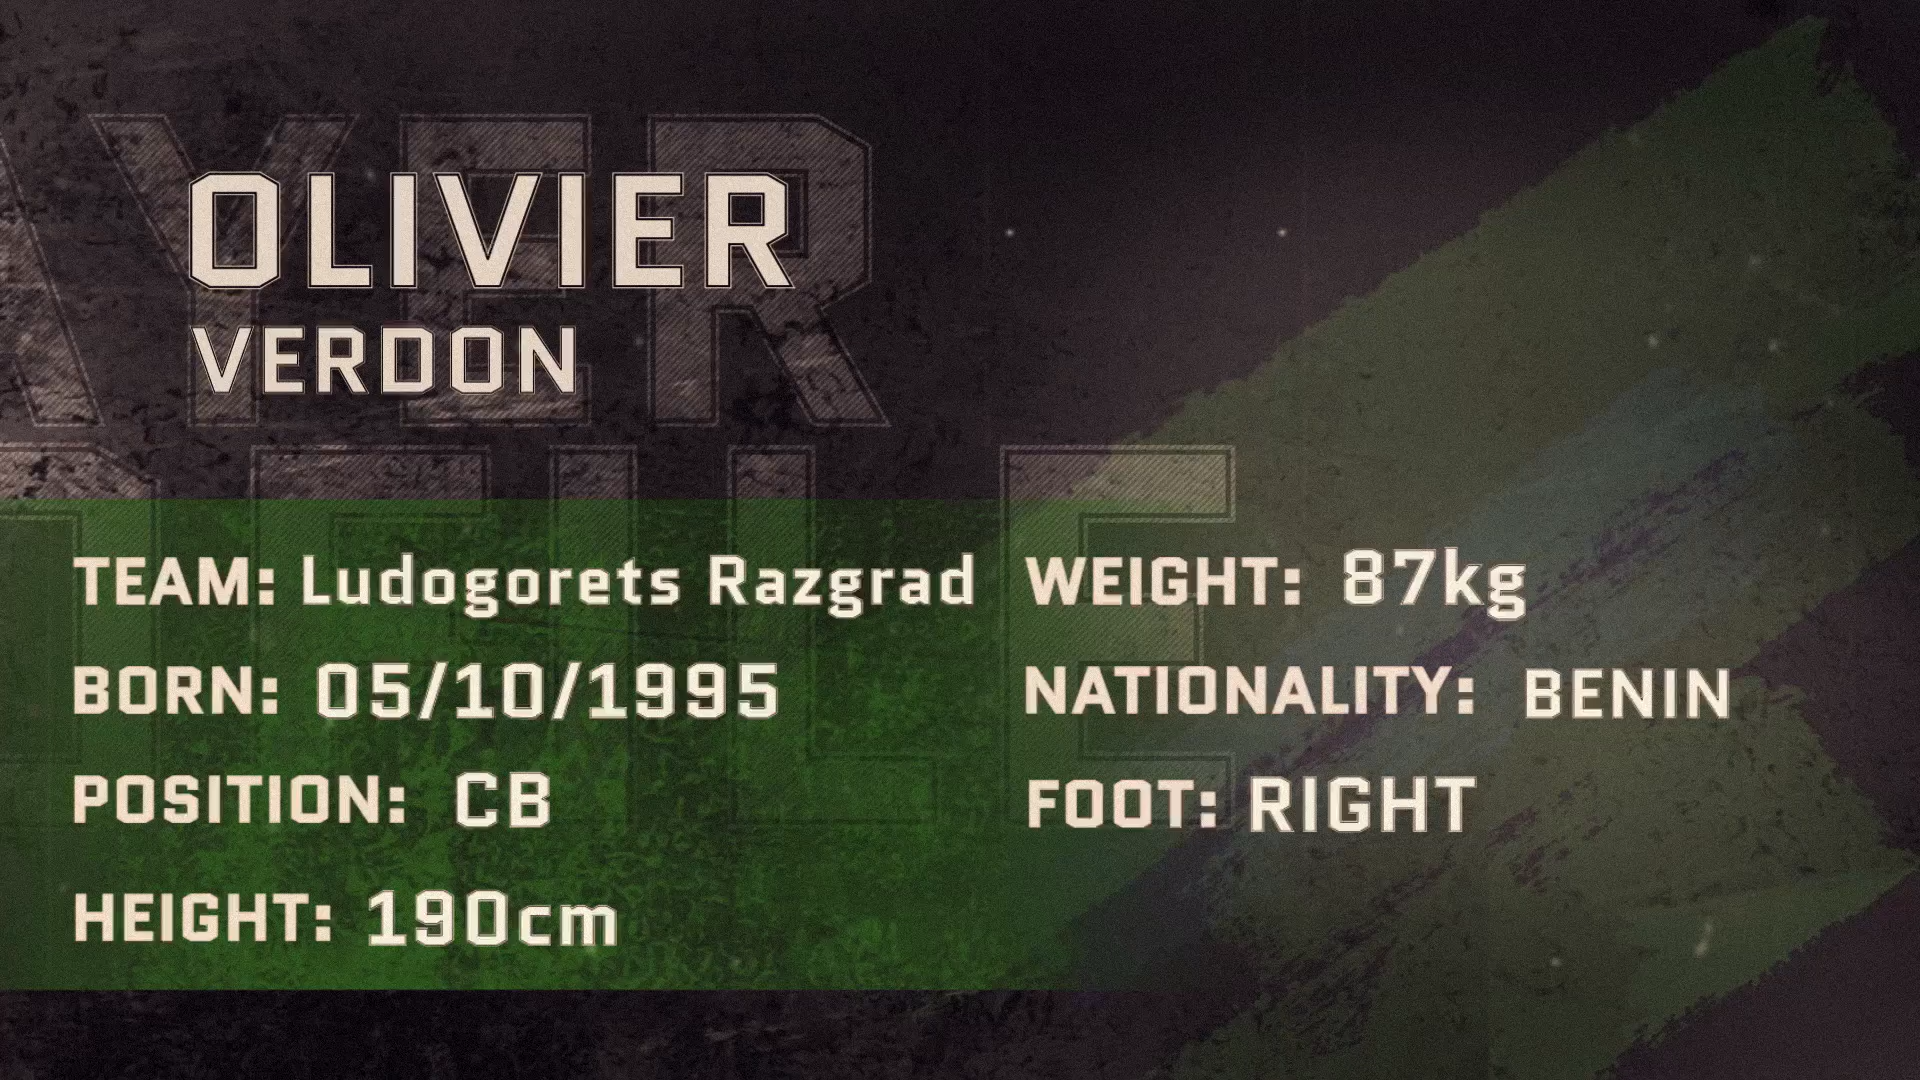 OLIVIER
VERDON
TEAM: Ludogorets Razgrad
BORN: 05/10/1995
POSITION: CB
HEIGHT: 190cm
WEIGHT: 87kg
NATIONALITY: BENIN
FOOT: RIGHT